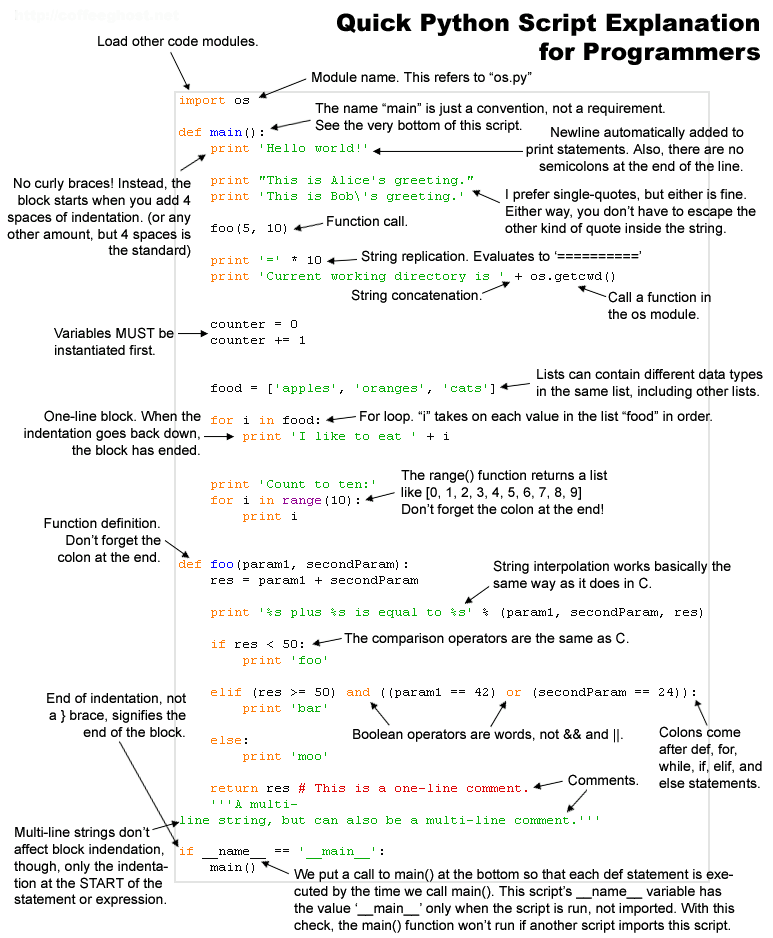 Quick Python Script Explanation
for Programmers
Load other code modules.
Module name. This refers to “os.py”
import os
The name “main” is just a convention, not a requirement.
See the very bottom of this script.
def main():
print 'Hello world!'
Newline automatically added to
print statements. Also, there are no
semicolons at the end of the line.
No curly braces! Instead, the
block starts when you add 4
spaces of indentation. (or any
other amount, but 4 spaces is
the standard)
print "This is Alice's greeting."
print 'This is Bob\'s greeting.'
I prefer single-quotes, but either is fine.
Either way, you don’t have to escape the
other kind of quote inside the string.
foo(5, 10)
Function call.
print '=' * 10
String replication. Evaluates to ‘==========’
print 'Current working directory is ' + os.getcwd()
String concatenation.
Call a function in
the os module.
Variables MUST be
instantiated first.
counter = 0
counter += 1
food = ['apples', 'oranges', 'cats']
Lists can contain different data types
in the same list, including other lists.
One-line block. When the
indentation goes back down,
the block has ended.
for i in food:
For loop. “i” takes on each value in the list “food” in order.
print 'I like to eat ' + i
print 'Count to ten:'
for i in range(10):
print i
The range() function returns a list
like [0, 1, 2, 3, 4, 5, 6, 7, 8, 9]
Don’t forget the colon at the end!
Function definition.
Don’t forget the
colon at the end.
def foo(param1, secondParam):
res = param1 + secondParam
String interpolation works basically the
same way as it does in C.
print '%s plus %s is equal to %s' % (param1, secondParam, res)
if res < 50:
The comparison operators are the same as C.
print 'foo'
elif (res >= 50) and ((param1 == 42) or (secondParam == 24)):
print 'bar'
End of indentation, not
a } brace, signifies the
end of the block.
Boolean operators are words, not && and ||.
Colons come
after def, for,
while, if, elif, and
else statements.
else:
print 'moo'
return res # This is a one-line comment.
Comments.
'''A multi-
line string, but can also be a multi-line comment.'''
Multi-line strings don’t
affect block indendation,
though, only the indenta-
tion at the START of the
statement or expression.
if __name__ == '__main__':
main()
We put a call to main() at the bottom so that each def statement is exe-
cuted by the time we call main(). This script’s __name__ variable has
the value ‘__main__’ only when the script is run, not imported. With this
check, the main() function won’t run if another script imports this script.